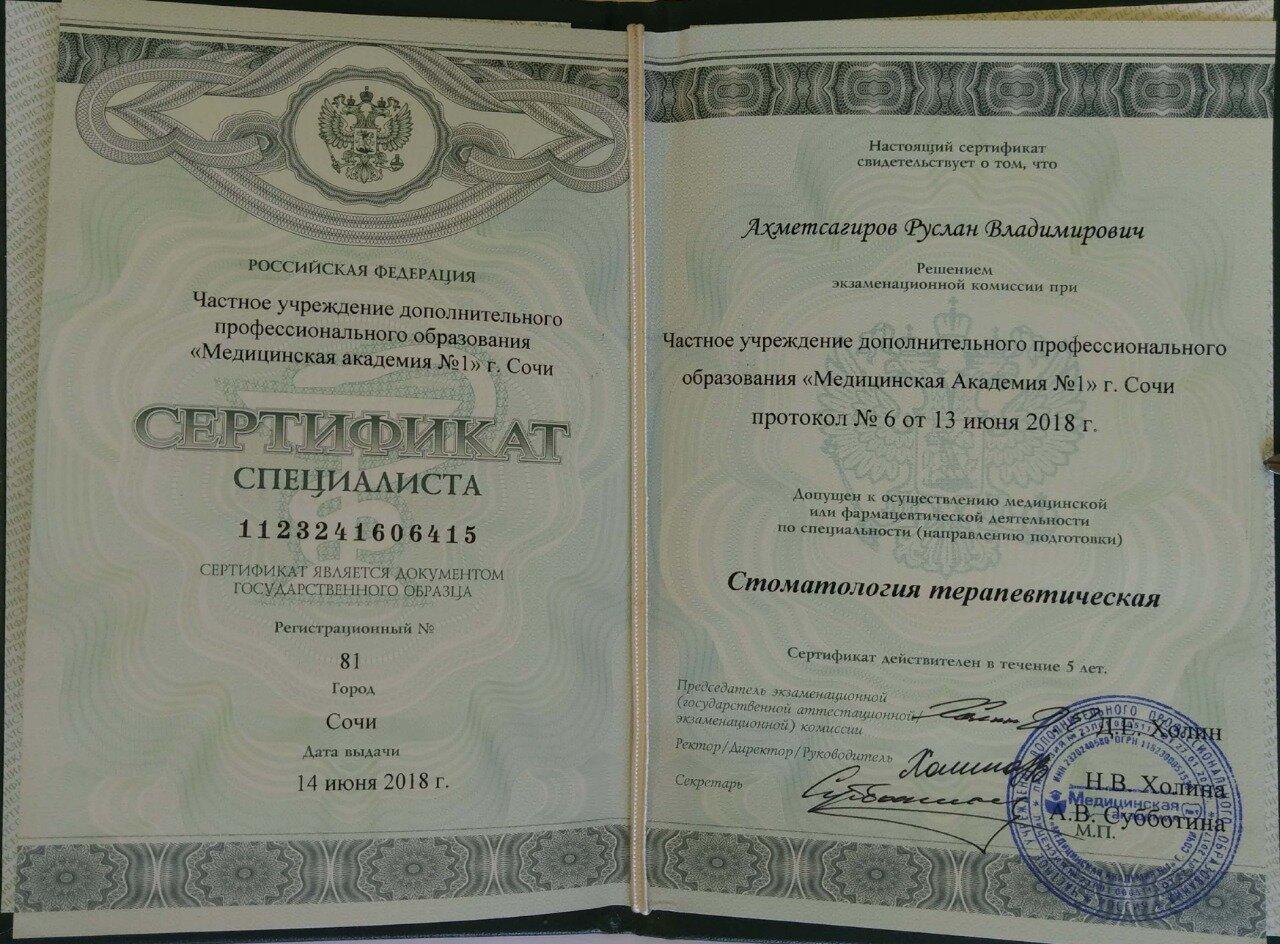 РОССИЙСКАЯ ФЕДЕРАЦИЯ
Частное учреждение дополнительного
профессионального образования
«Медицинская академия №1» г. Сочи
СЕРТИФИКАТ
СПЕЦИАЛИСТА
1123241606415
СЕРТИФИКАТ ЯВЛЯЕТСЯ ДОКУМЕНТОМ
ГОСУДАРСТВЕННОГО ОБРАЗЦА
Регистрационный №
81
Город
Сочи
Дата выдачи
14 июня 2018 г.
Настоящий сертификат
свидетельствует о том, что
Ахметсагиров Руслан Владимирович
Решением
экзаменационной комиссии при
Частное учреждение дополнительного профессионального
образования «Медицинская Академия №1» г. Сочи
протокол № 6 от 13 июня 2018 г.
Допущен к осуществлению медицинской
или фармацевтической деятельности
по специальности (направлению подготовки)
Стоматология терапевтическая
Сертификат действителен в течение 5 лет.
Председатель экзаменационной
(государственной аттестационной,
экзаменационной) комиссии
Д.Е. Холин
Ректор/Директор/Руководитель
Н.В. Холина
Секретарь
А.В. Субботина
М.П.
Медицинская